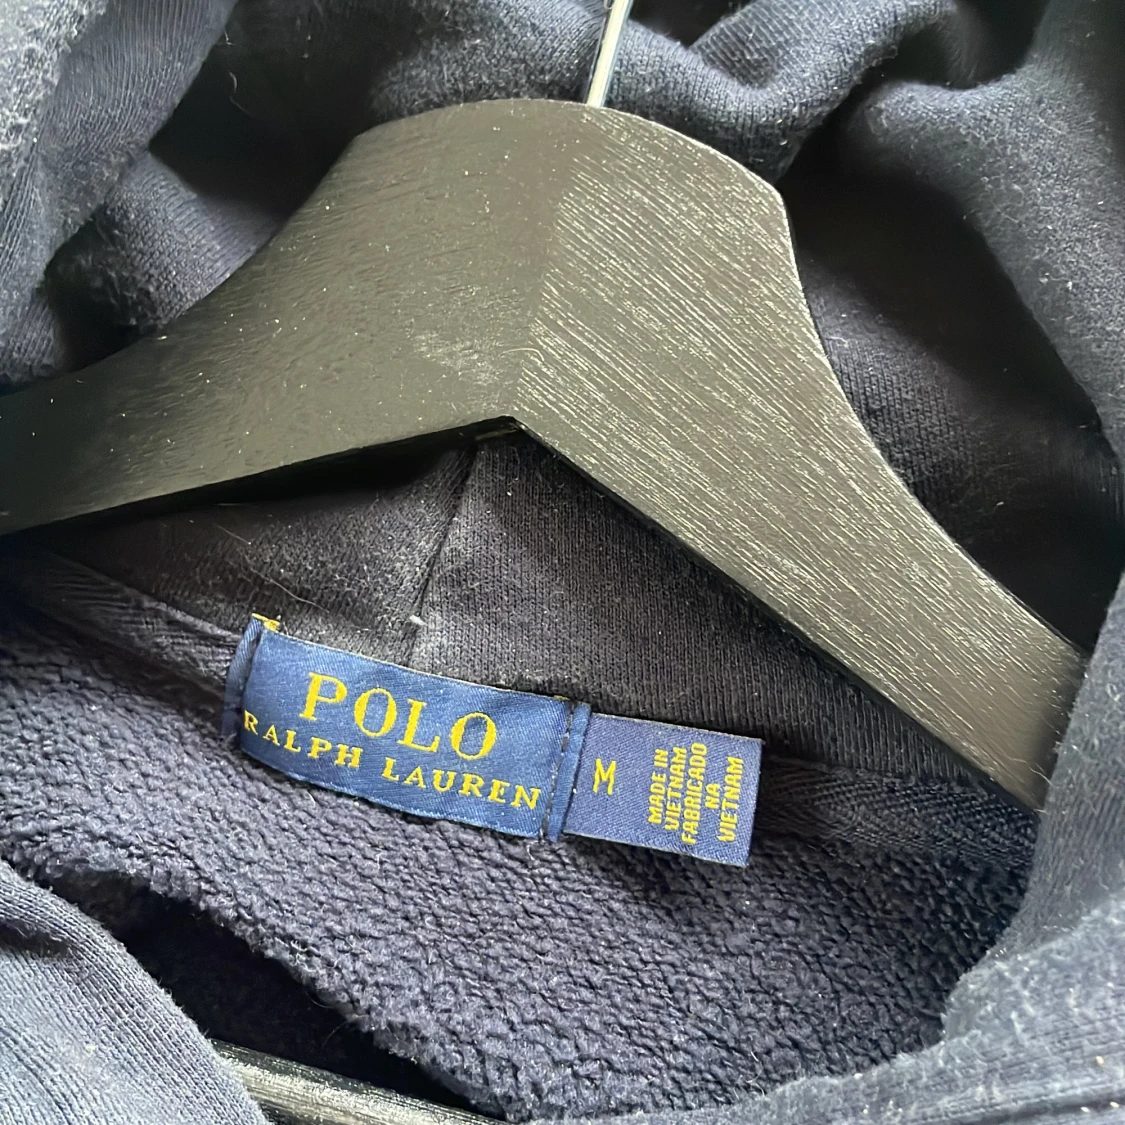 POLO
RALPH LAUREN
M
MADE IN
VIETNAM
FABRICADO
NA
VIETNAM